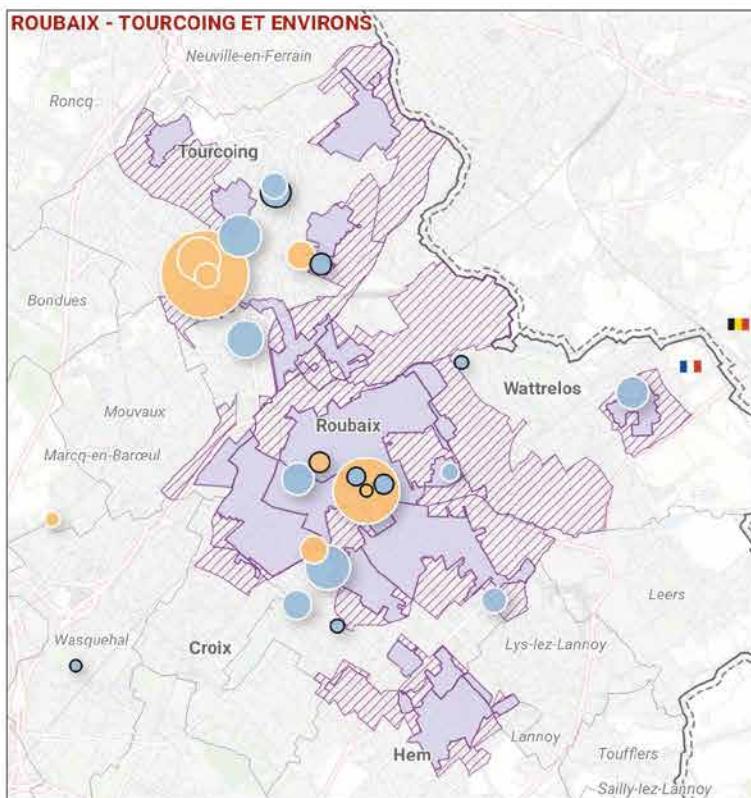 ROUBAIX - TOURCOING ET ENVIRONS
Neuville-en-Ferrain
Roncq
Tourcoing
Bondues
Wattrelos
Mouvaux
Roubaix
Marcq-en-Barœul
Leers
Wasquehal
Croix
Lys-lez-Lannoy
Lannoy
Hem
Toufflers
Sailly-lez-Lannoy